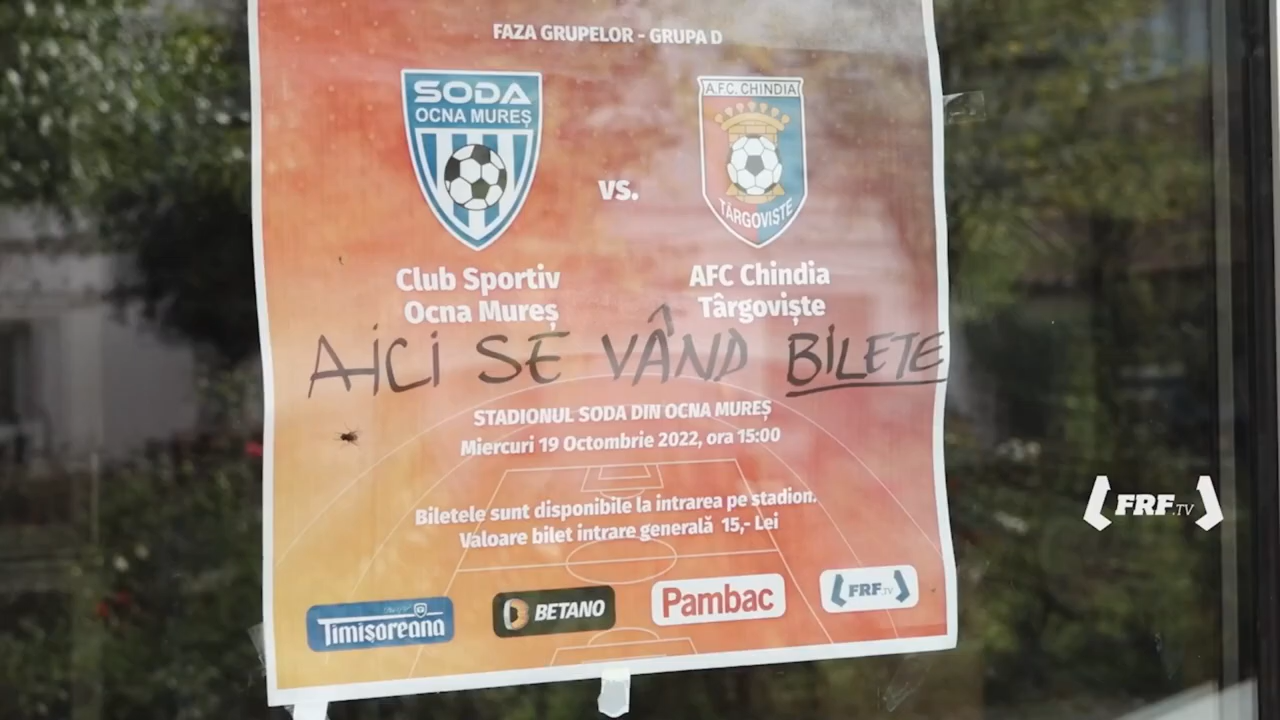 FAZA GRUPELOR - GRUPA D
SODA
OCNA MUREȘ
A.F.C. CHINDIA
TÂRGOVIȘTE
VS.
Club Sportiv
Ocna Mureș
AFC Chindia
Târgoviște
AICI SE VÂND BILETE
STADIONUL SODA DIN OCNA MUREȘ
Miercuri 19 Octombrie 2022, ora 15:00
Biletele sunt disponibile la intrarea pe stadion.
Valoare bilet intrare generală 15,- Lei
Timișoreana
BETANO
Pambac
FRF.TV
FRF.TV